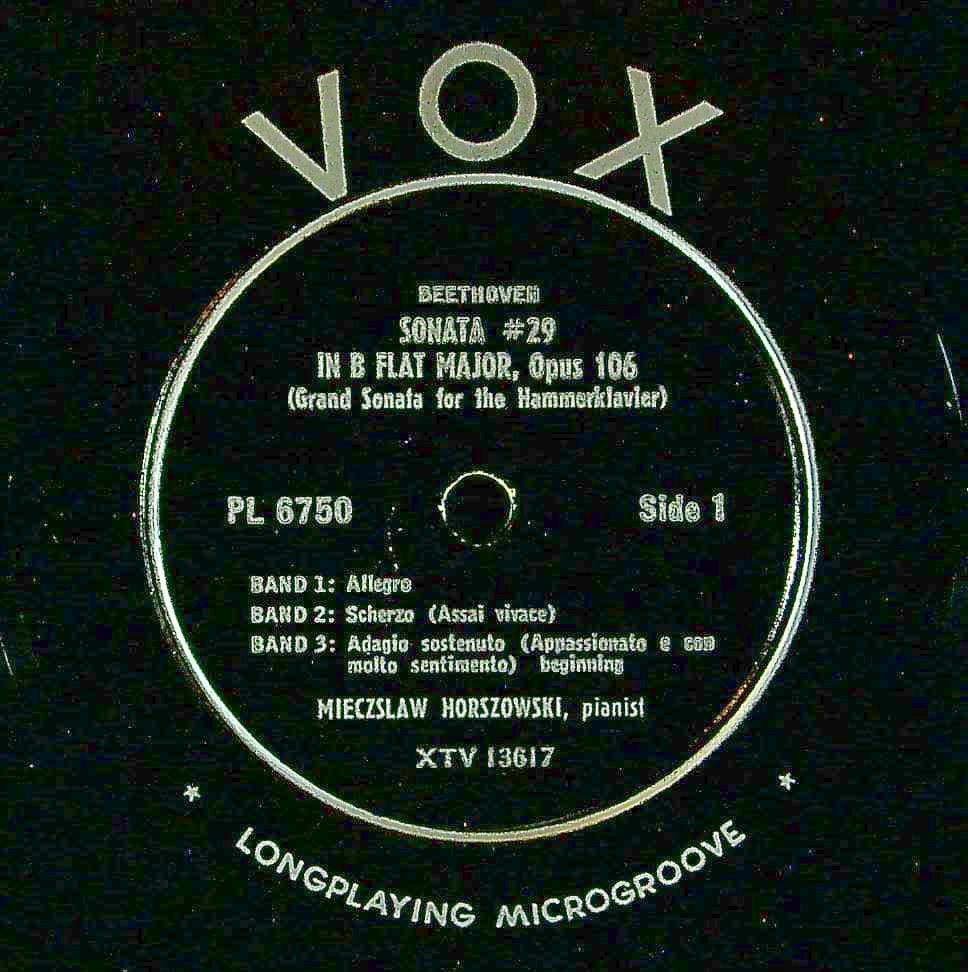 VOX
BEETHOVEN
SONATA #29
IN B FLAT MAJOR, Opus 106
(Grand Sonata for the Hammerklavier)
PL 6750
Side 1
BAND 1: Allegro
BAND 2: Scherzo (Assai vivace)
BAND 3: Adagio sostenuto (Appassionato e con
molto sentimento) beginning
MIECZSLAW HORSZOWSKI, pianist
XTV 13617
* LONGPLAYING MICROGROOVE *